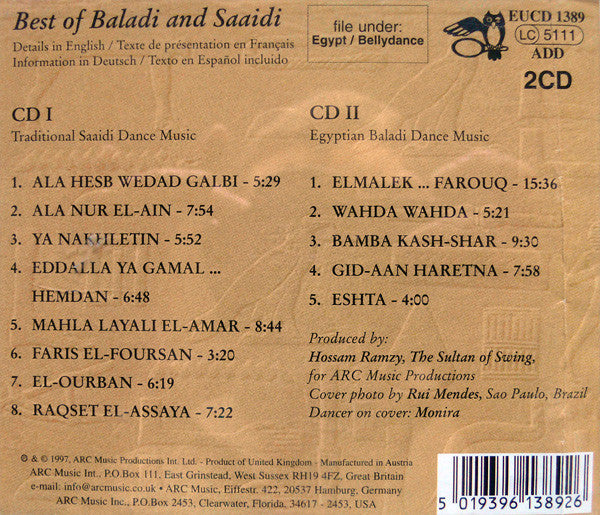 Best of Baladi and Saaidi
Details in English / Texte de présentation en Français
Information in Deutsch / Texto en Español incluido
file under:
Egypt / Bellydance
EUCD 1389
LC 5111
ADD
2CD
CD I
Traditional Saaidi Dance Music
1. ALA HESB WEDAD GALBI - 5:29
2. ALA NUR EL-AIN - 7:54
3. YA NAKHLETIN - 5:52
4. EDDALLA YA GAMAL ...
HEMDAN - 6:48
5. MAHLA LAYALI EL-AMAR - 8:44
6. FARIS EL-FOURSAN - 3:20
7. EL-OURBAN - 6:19
8. RAQSET EL-ASSAYA - 7:22
CD II
Egyptian Baladi Dance Music
1. ELMALEK ... FAROUQ - 15:36
2. WAHDA WAHDA - 5:21
3. BAMBA KASH-SHAR - 9:30
4. GID-AAN HARETNA - 7:58
5. ESHTA - 4:00
Produced by:
Hossam Ramzy, The Sultan of Swing,
for ARC Music Productions
Cover photo by Rui Mendes, Sao Paulo, Brazil
Dancer on cover: Monira
℗ & © 1997, ARC Music Productions Int. Ltd. - Product of United Kingdom - Manufactured in Austria
ARC Music Int., P.O.Box 111, East Grinstead, West Sussex RH19 4FZ, Great Britain
e-mail: info@arcmusic.co.uk • ARC Music, Eiffestr. 422, 20537 Hamburg, Germany
ARC Music Inc., P.O.Box 2453, Clearwater, Florida, 34617 - 2453, USA
5 019396 138926